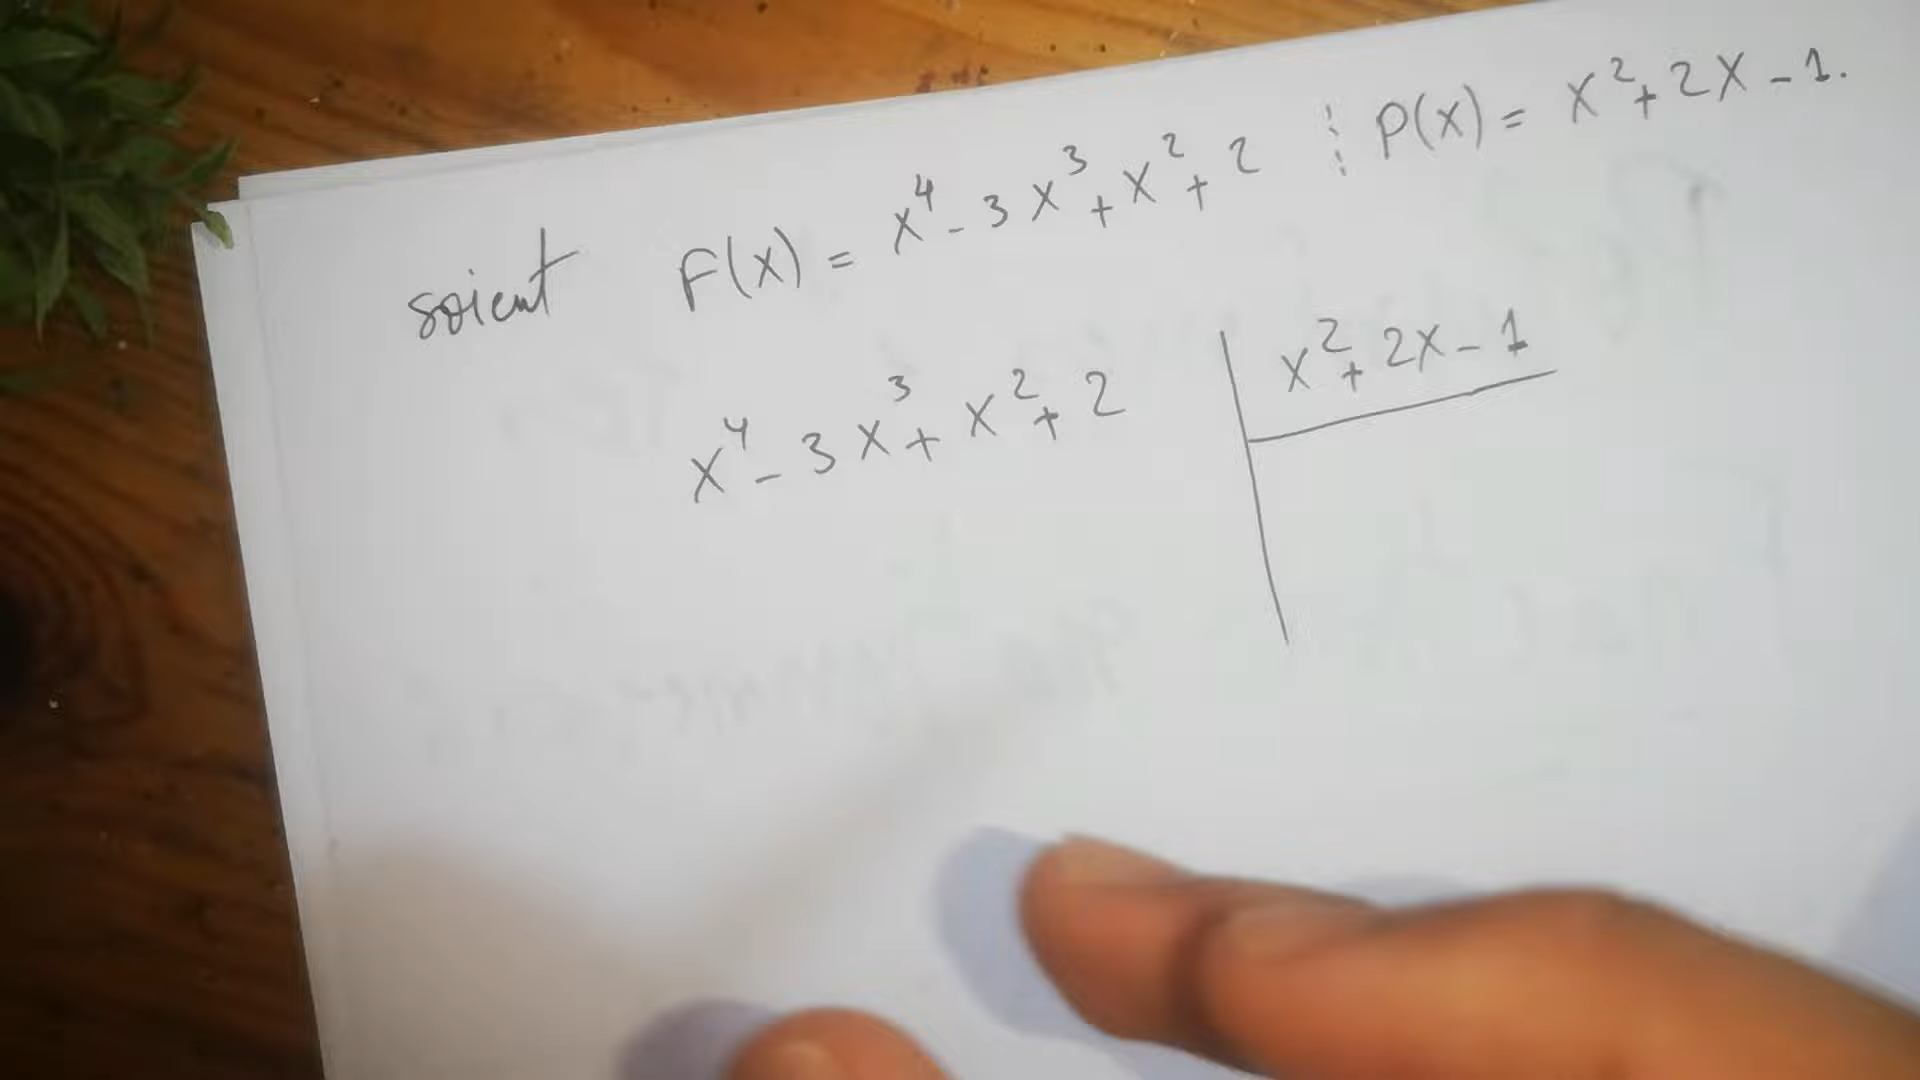 soient F(x) = x⁴ - 3x³ + x² + 2 ⋮ P(x) = x² + 2x - 1.
x⁴ - 3x³ + x² + 2 | x² + 2x - 1